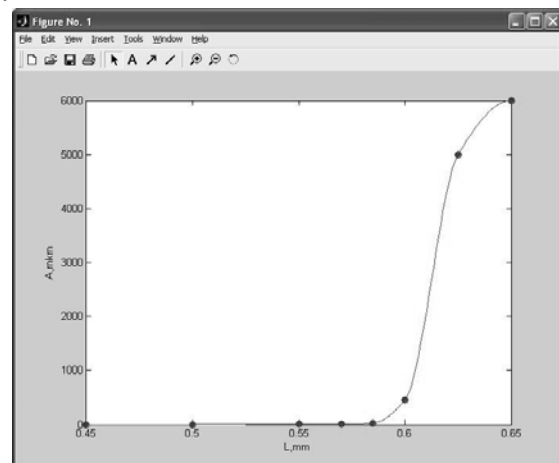 Figure No. 1
File Edit View Insert Tools Window Help
A
6000
5000
4000
3000
2000
1000
0
A,mkm
0.45 0.5 0.55 0.6 0.65
L,mm